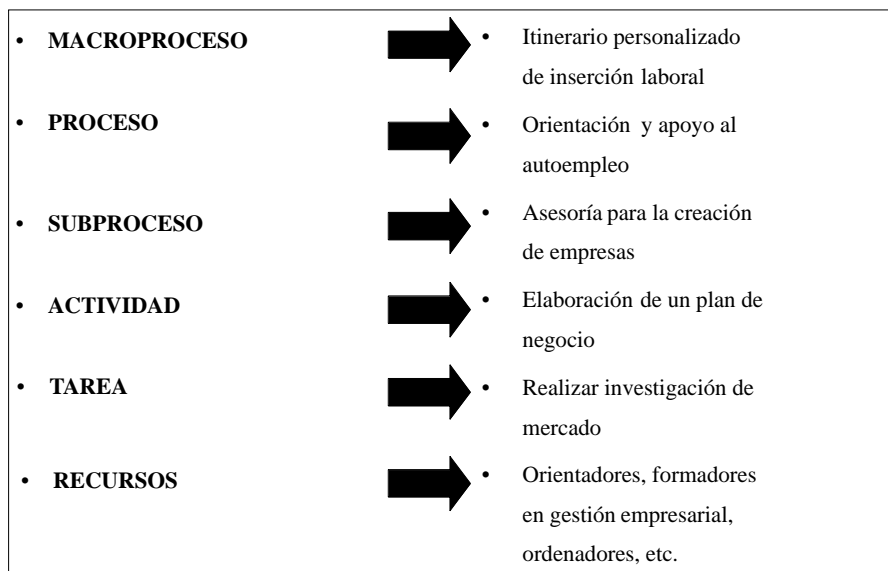 • MACROPROCESO
• Itinerario personalizado
de inserción laboral
• PROCESO
• Orientación y apoyo al
autoempleo
• SUBPROCESO
• Asesoría para la creación
de empresas
• ACTIVIDAD
• Elaboración de un plan de
negocio
• TAREA
• Realizar investigación de
mercado
• RECURSOS
• Orientadores, formadores
en gestión empresarial,
ordenadores, etc.